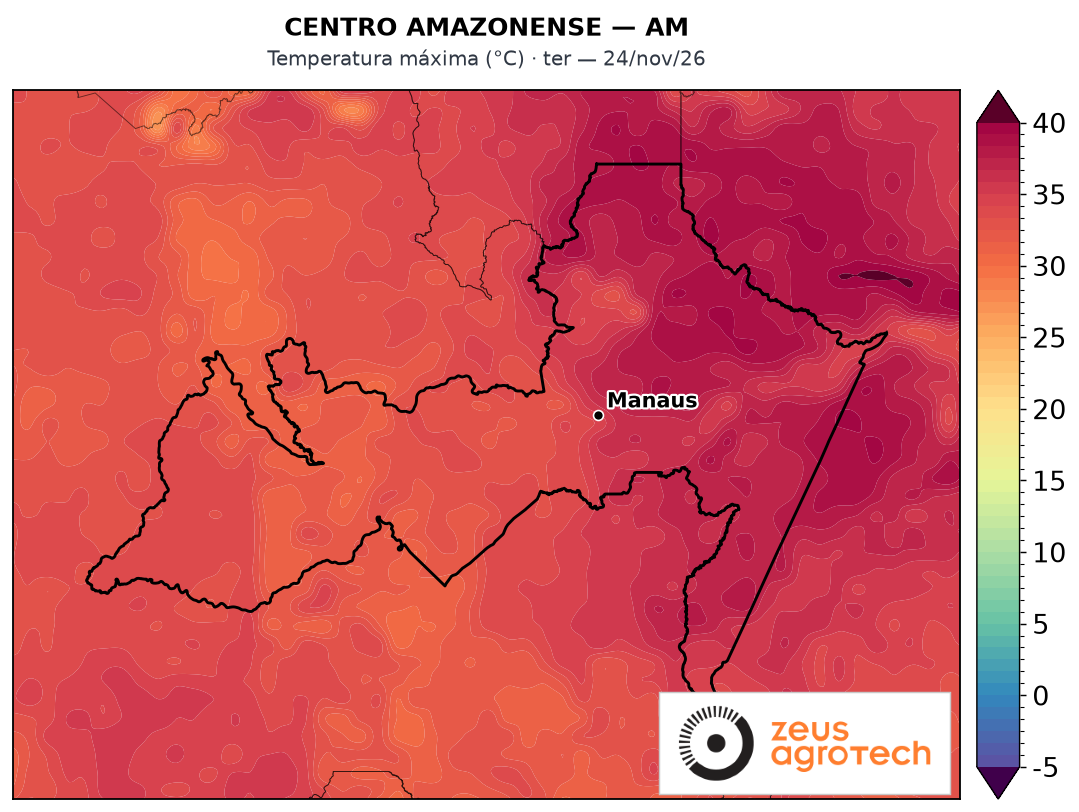 CENTRO AMAZONENSE — AM
Temperatura máxima (°C) · ter — 24/nov/26
Manaus
40
35
30
25
20
15
10
5
0
-5
zeus
agrotech